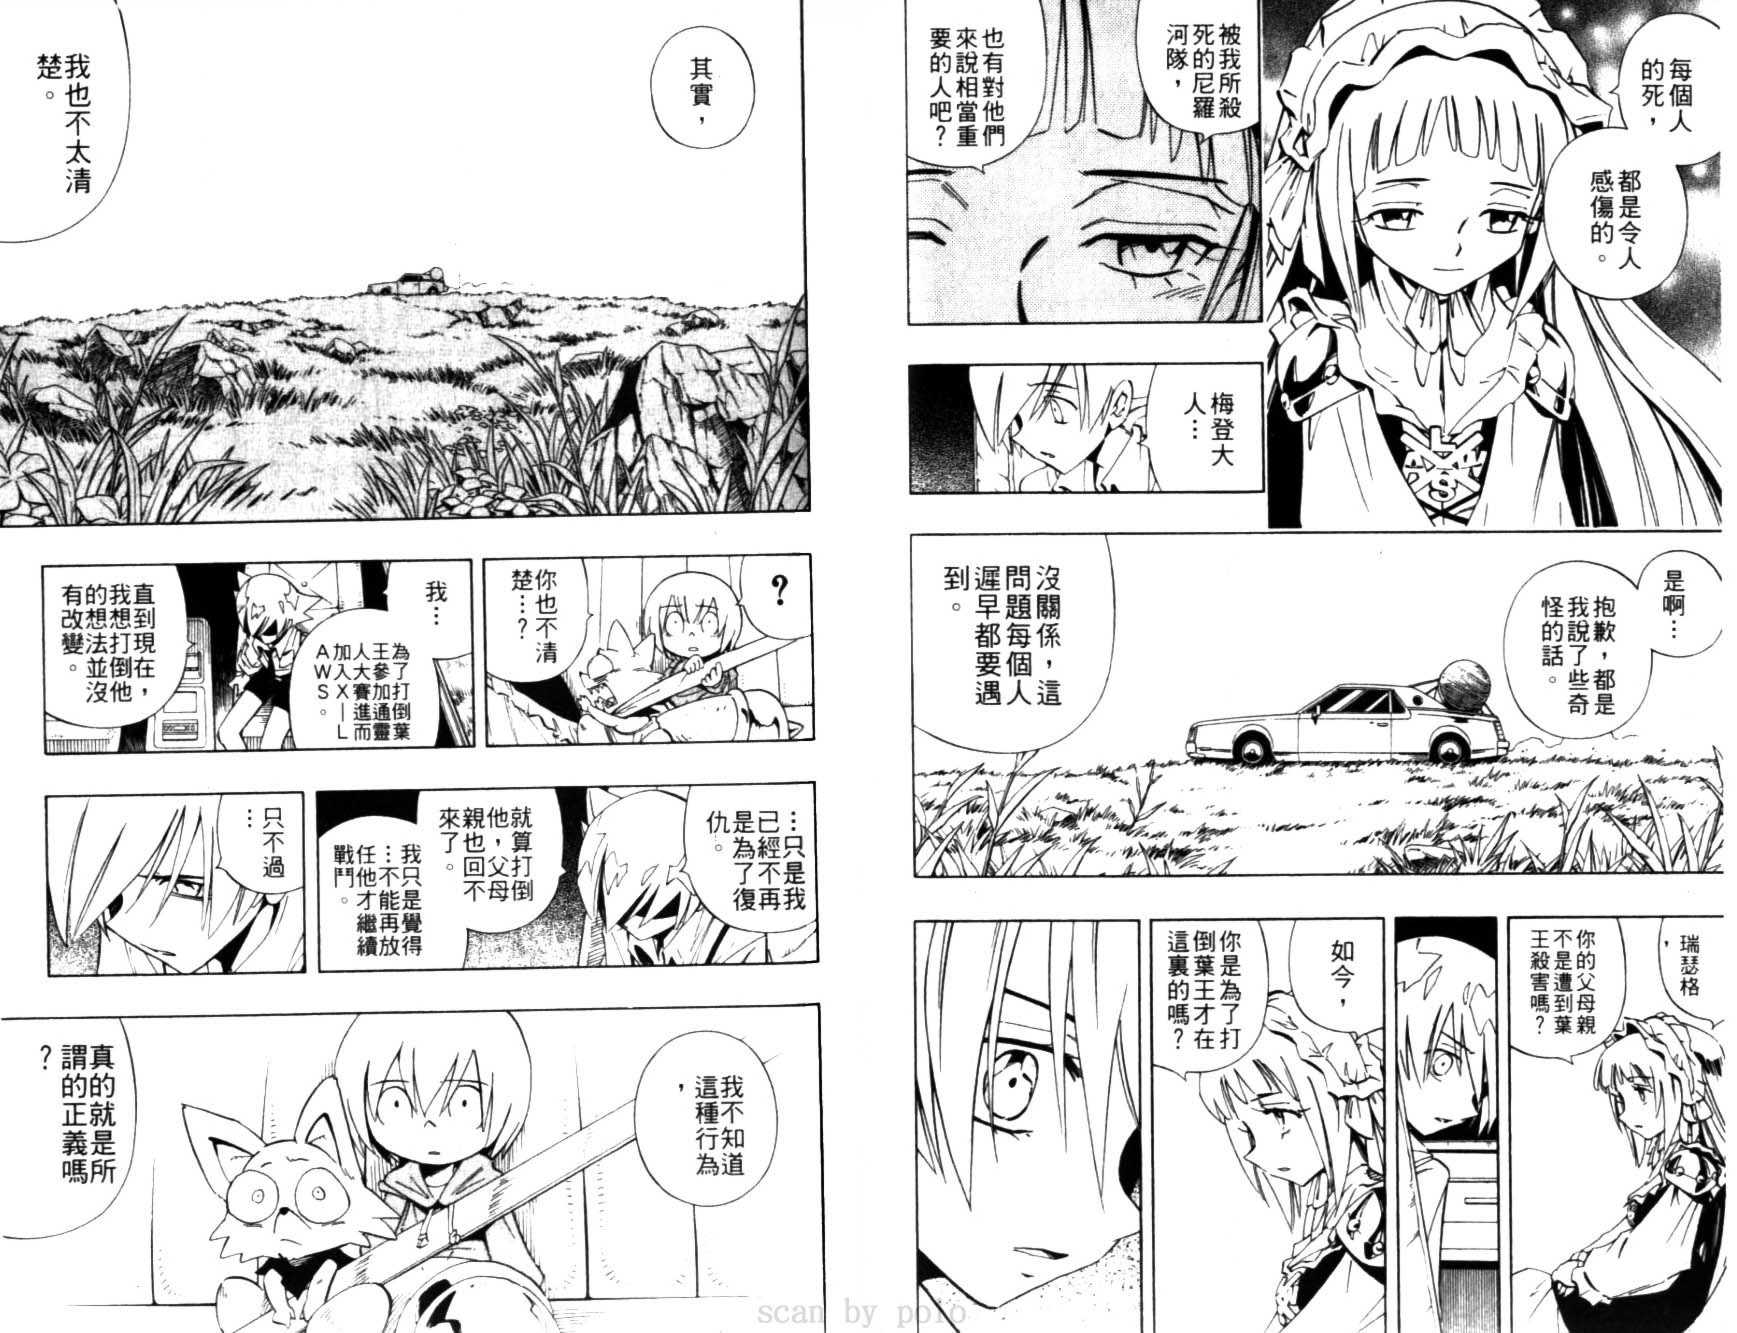 每個人
的死，
都是令人
感傷的。
被我所殺
死的尼羅
河隊，
也有對他們
來說相當重
要的人吧？
梅登大
人…
是啊…
抱歉，都是
我說了些奇
怪的話。
沒關係，這
問題每個人
遲早都要遇
到。
瑞瑟格
，
你的父母親
不是遭到葉
王殺害嗎？
如今，
你是為了打
倒葉王才在
這裏的嗎？
其實，
我也不太清
楚。
？
你也不清
楚…？
我…
為了打倒葉
王參加通靈
人大賽進而
加入X－L
AWS。
直到現在，
我想打倒他
的想法並沒
有改變。
…只是我
已經不再
是為了復
仇。
就算打倒
他，父母
親也回不
來了。
我只是覺得
…不能再放
任他才繼續
戰鬥。
只不過
…
我不知道
這種行為
，
真的就是所
謂的正義嗎
？
scan by polo